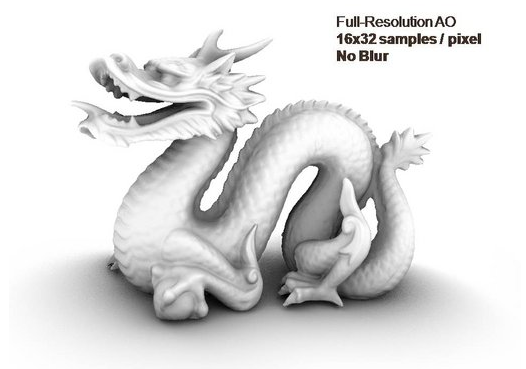 Full-Resolution AO
16x32 samples / pixel
No Blur